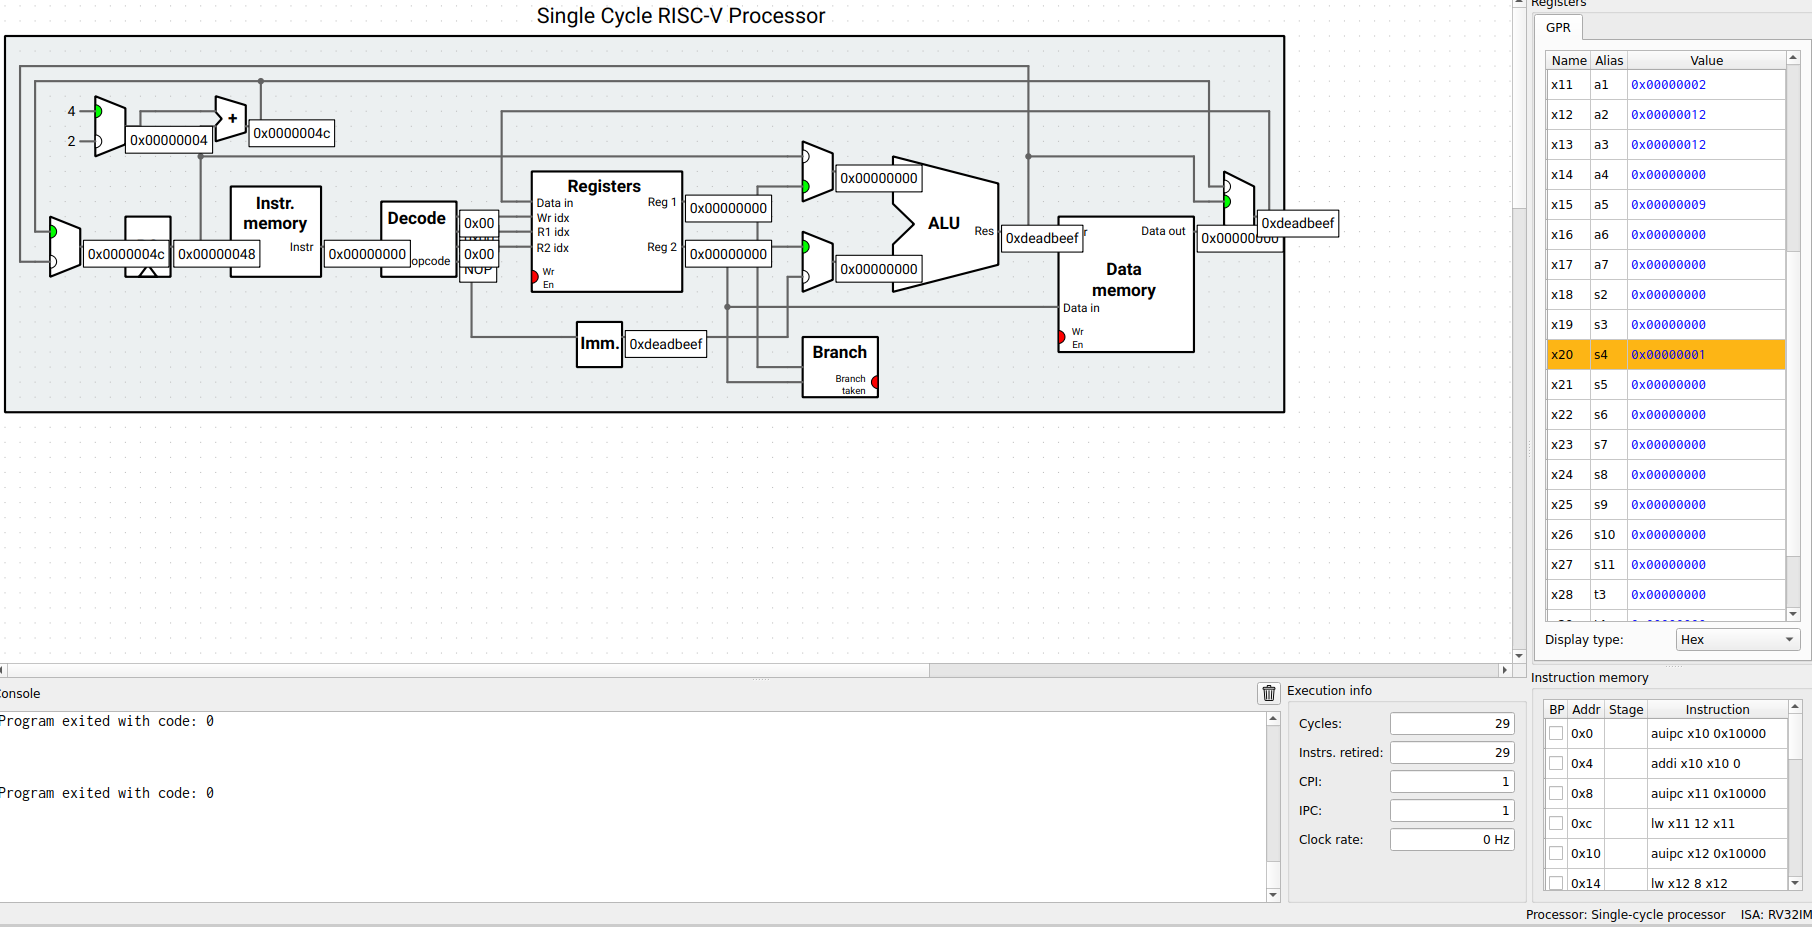 Single Cycle RISC-V Processor
4
2
0x00000004
+
0x0000004c
0x0000004c
0x00000048
Instr. memory
Instr
0x00000000
Decode
opcode
0x00
0x00
NOP
Registers
Data in
Wr idx
R1 idx
R2 idx
Wr En
Reg 1
Reg 2
0x00000000
0x00000000
Imm.
0xdeadbeef
0x00000000
0x00000000
ALU
Res
0xdeadbeef
r
Data memory
Data out
Data in
Wr En
0x00000000
0xdeadbeef
Branch
Branch taken
Registers
GPR
Name Alias Value
x11 a1 0x00000002
x12 a2 0x00000012
x13 a3 0x00000012
x14 a4 0x00000000
x15 a5 0x00000009
x16 a6 0x00000000
x17 a7 0x00000000
x18 s2 0x00000000
x19 s3 0x00000000
x20 s4 0x00000001
x21 s5 0x00000000
x22 s6 0x00000000
x23 s7 0x00000000
x24 s8 0x00000000
x25 s9 0x00000000
x26 s10 0x00000000
x27 s11 0x00000000
x28 t3 0x00000000
Display type: Hex
onsole
Program exited with code: 0
Program exited with code: 0
Execution info
Cycles: 29
Instrs. retired: 29
CPI: 1
IPC: 1
Clock rate: 0 Hz
Instruction memory
BP Addr Stage Instruction
0x0 auipc x10 0x10000
0x4 addi x10 x10 0
0x8 auipc x11 0x10000
0xc lw x11 12 x11
0x10 auipc x12 0x10000
0x14 lw x12 8 x12
Processor: Single-cycle processor ISA: RV32IM